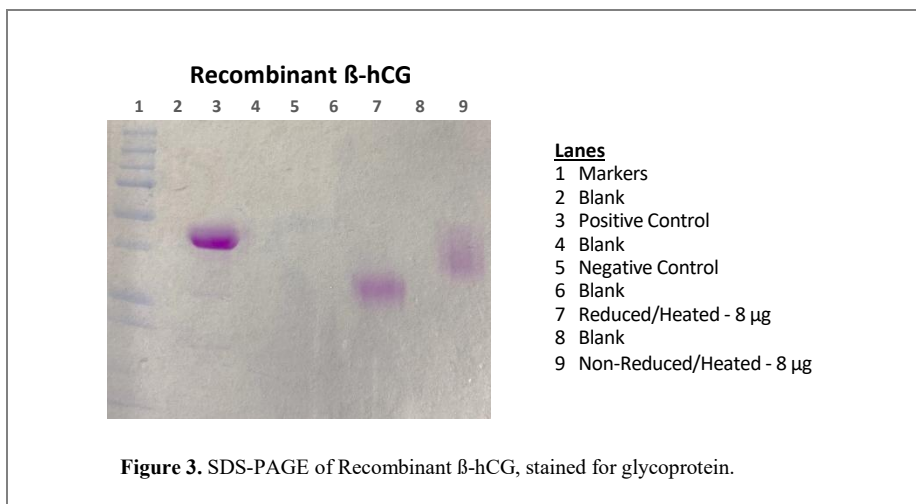 Recombinant ß-hCG
1 2 3 4 5 6 7 8 9
Lanes
1 Markers
2 Blank
3 Positive Control
4 Blank
5 Negative Control
6 Blank
7 Reduced/Heated - 8 µg
8 Blank
9 Non-Reduced/Heated - 8 µg
Figure 3. SDS-PAGE of Recombinant ß-hCG, stained for glycoprotein.